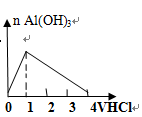 n Al(OH)₃↵
↵
0 1 2 3 4VHCl↵